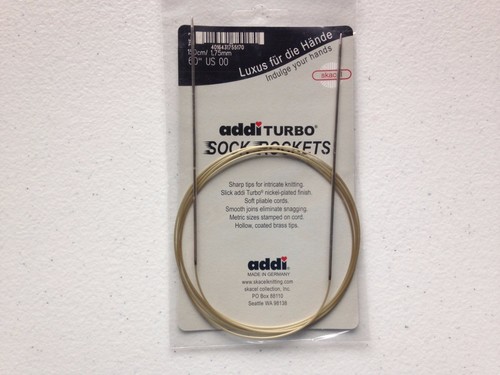 4016431755170
150cm/ 1.75mm
60" US 00
Luxus für die Hände
Indulge your hands
skacel
addi TURBO®
SOCK ROCKETS
Sharp tips for intricate knitting.
Slick addi Turbo® nickel-plated finish.
Soft pliable cords.
Smooth joins eliminate snagging.
Metric sizes stamped on cord.
Hollow, coated brass tips.
addi®
MADE IN GERMANY
www.skacelknitting.com
skacel collection, Inc.
PO Box 88110
Seattle WA 98138